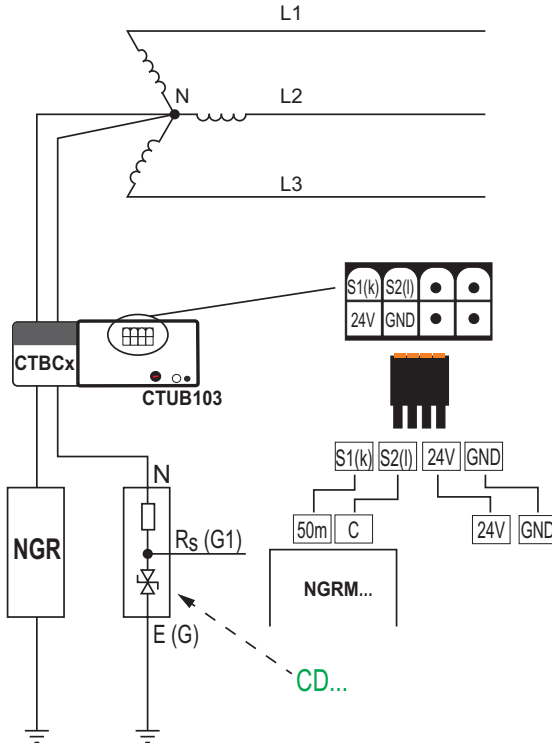 L1
N
L2
L3
S1(k) S2(l)
24V GND
CTBCx
CTUB103
S1(k) S2(l) 24V GND
N
50m C 24V GND
NGR
RS (G1)
NGRM...
E (G)
CD...